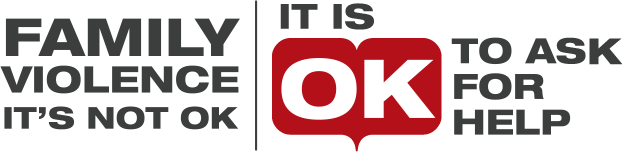 FAMILY
VIOLENCE
IT'S NOT OK
IT IS
OK
TO ASK
FOR
HELP